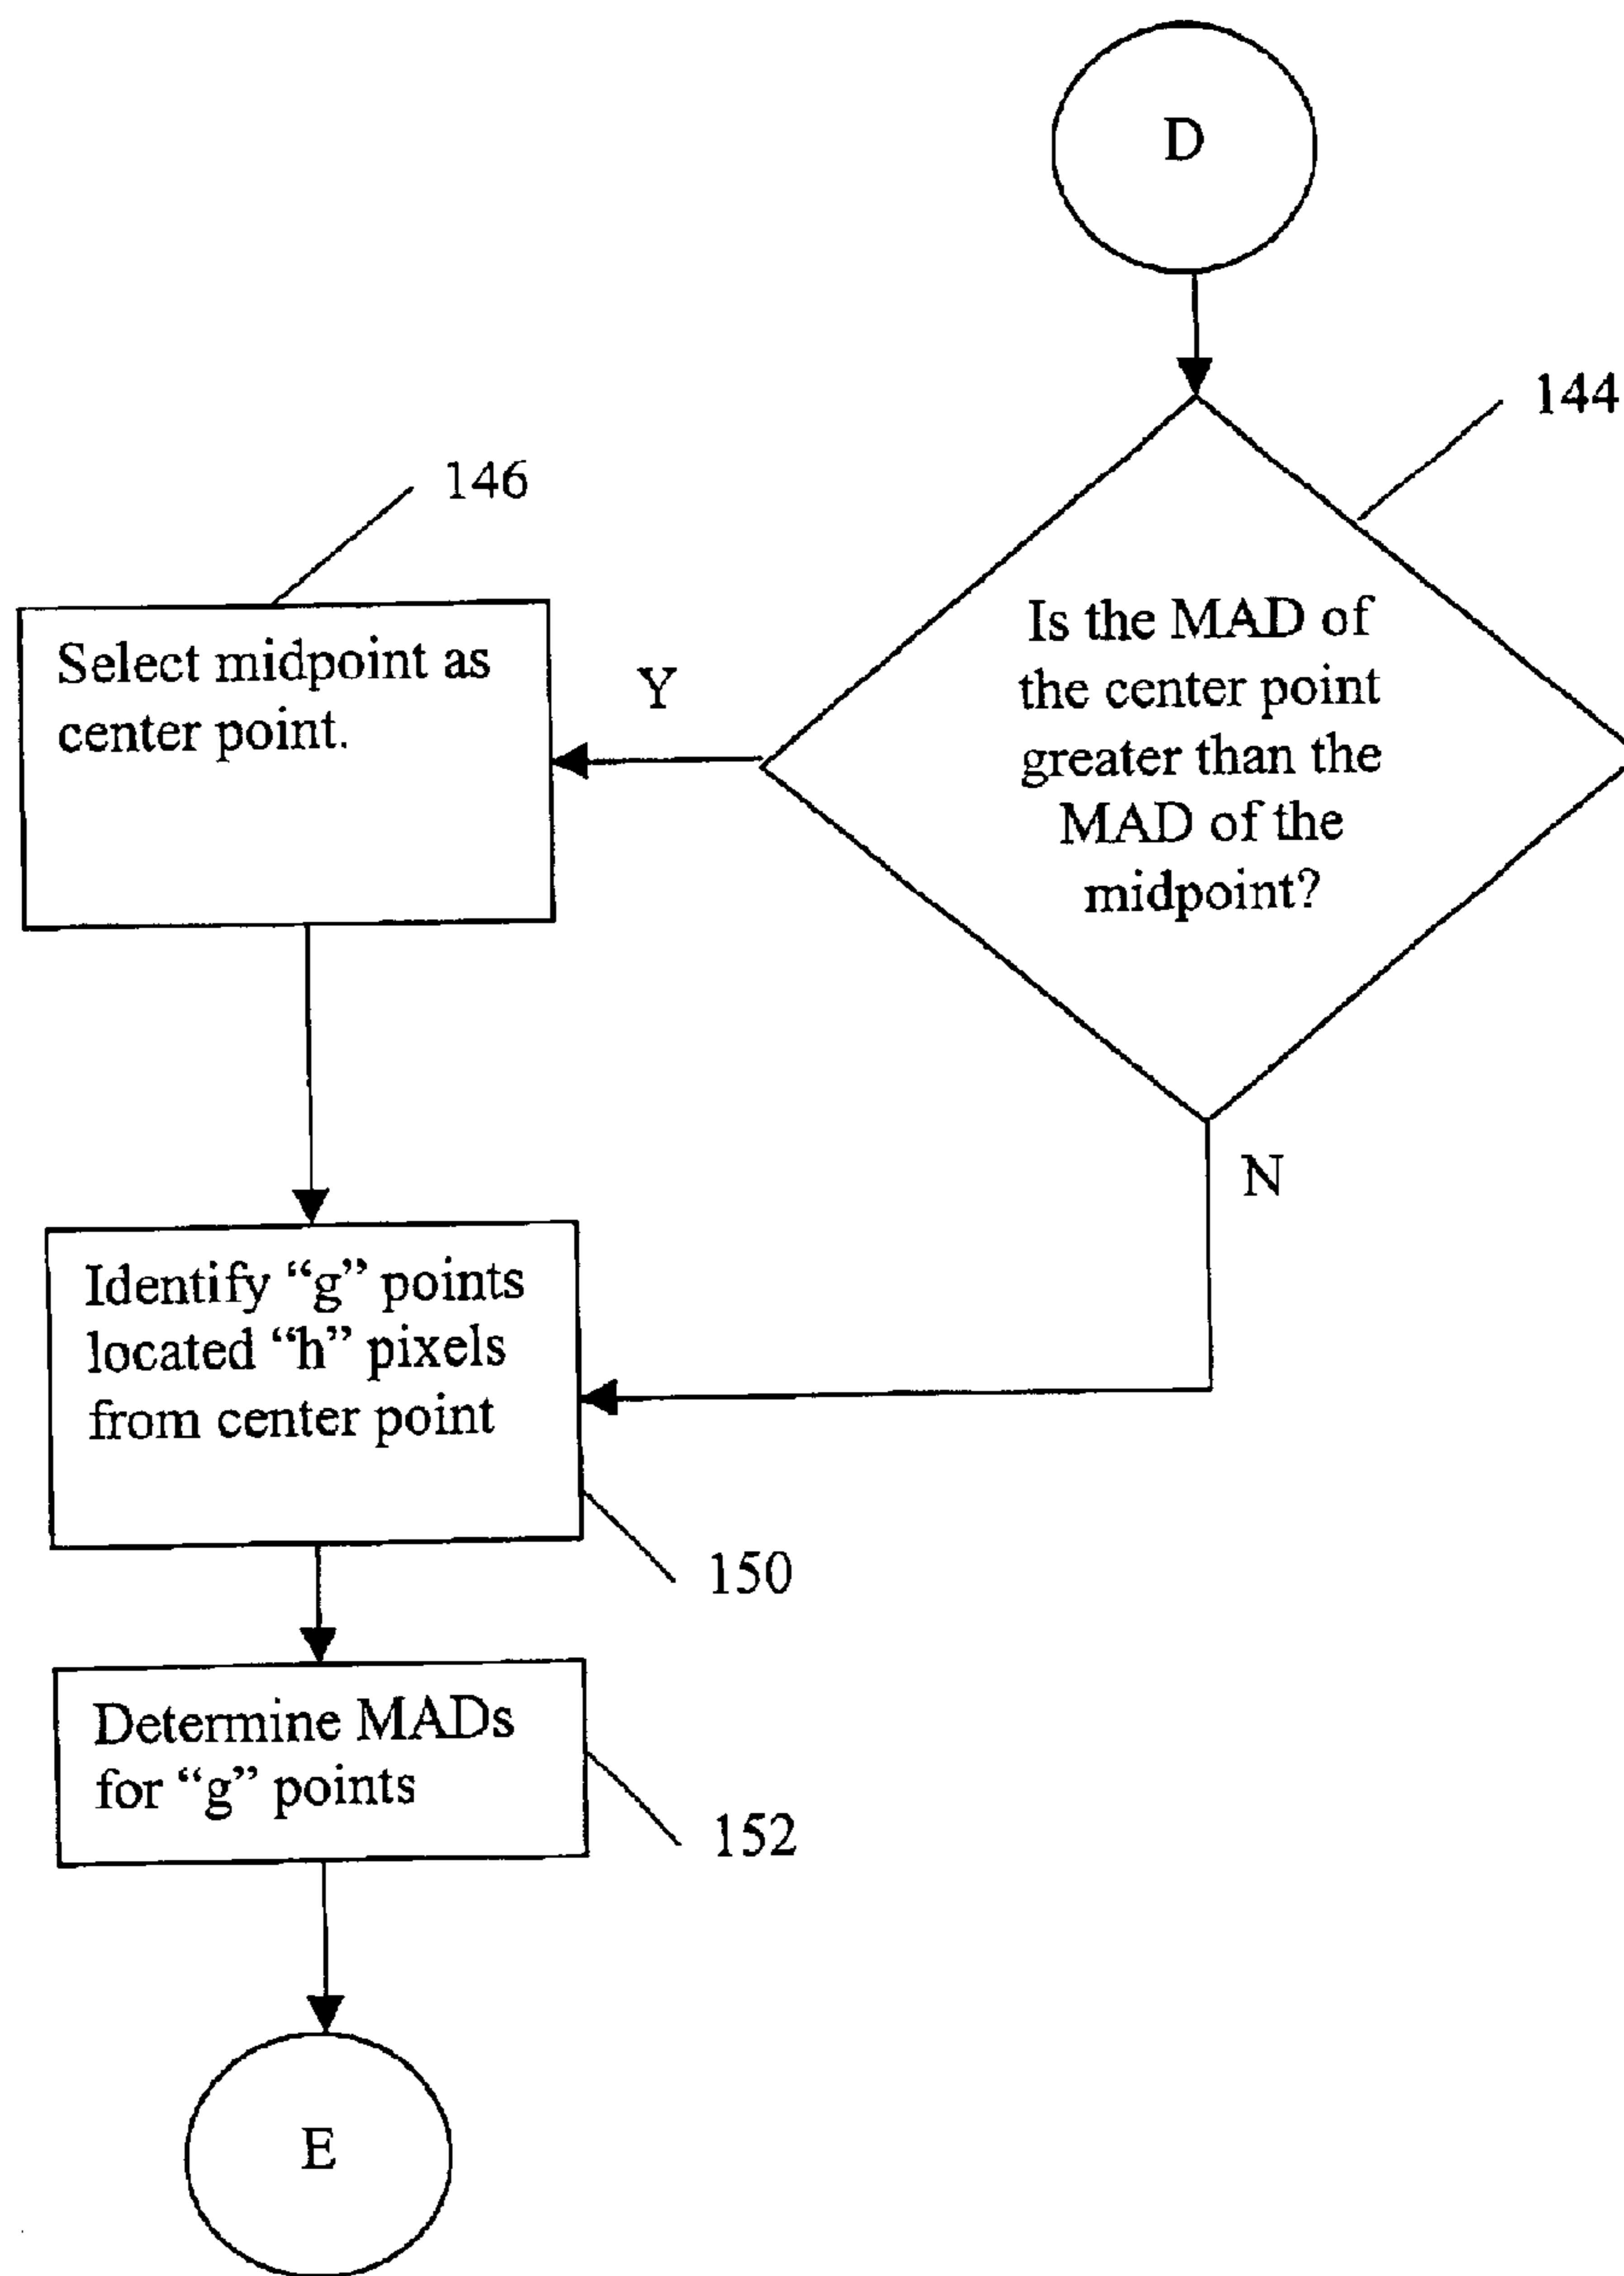 D
144
146
Is the MAD of
the center point
greater than the
MAD of the
midpoint?
Y
Select midpoint as
center point.
N
Identify “g” points
located “h” pixels
from center point
150
Determine MADs
for “g” points
152
E